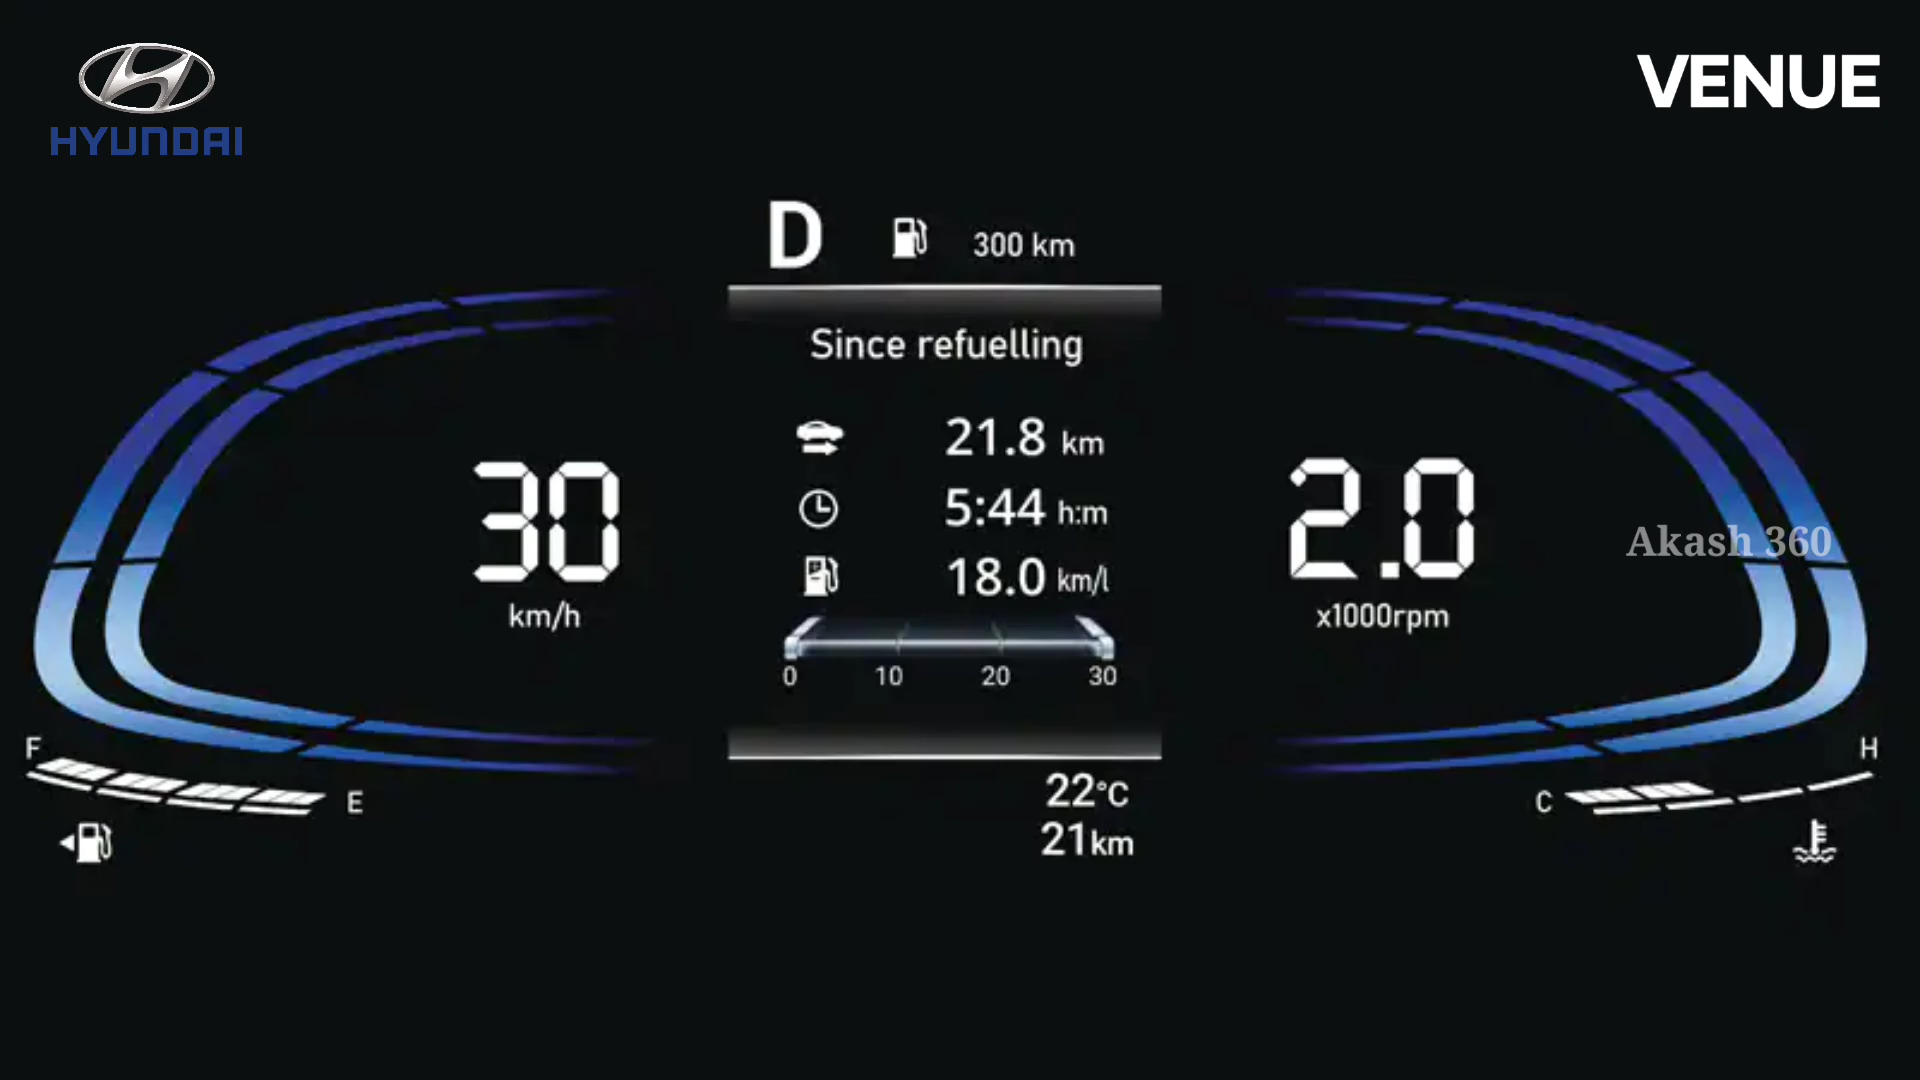 HYUNDAI
VENUE
D 300 km
Since refuelling
21.8 km
5:44 h:m
18.0 km/l
0 10 20 30
30
km/h
2.0
x1000rpm
Akash 360
F E
C H
22°C
21km